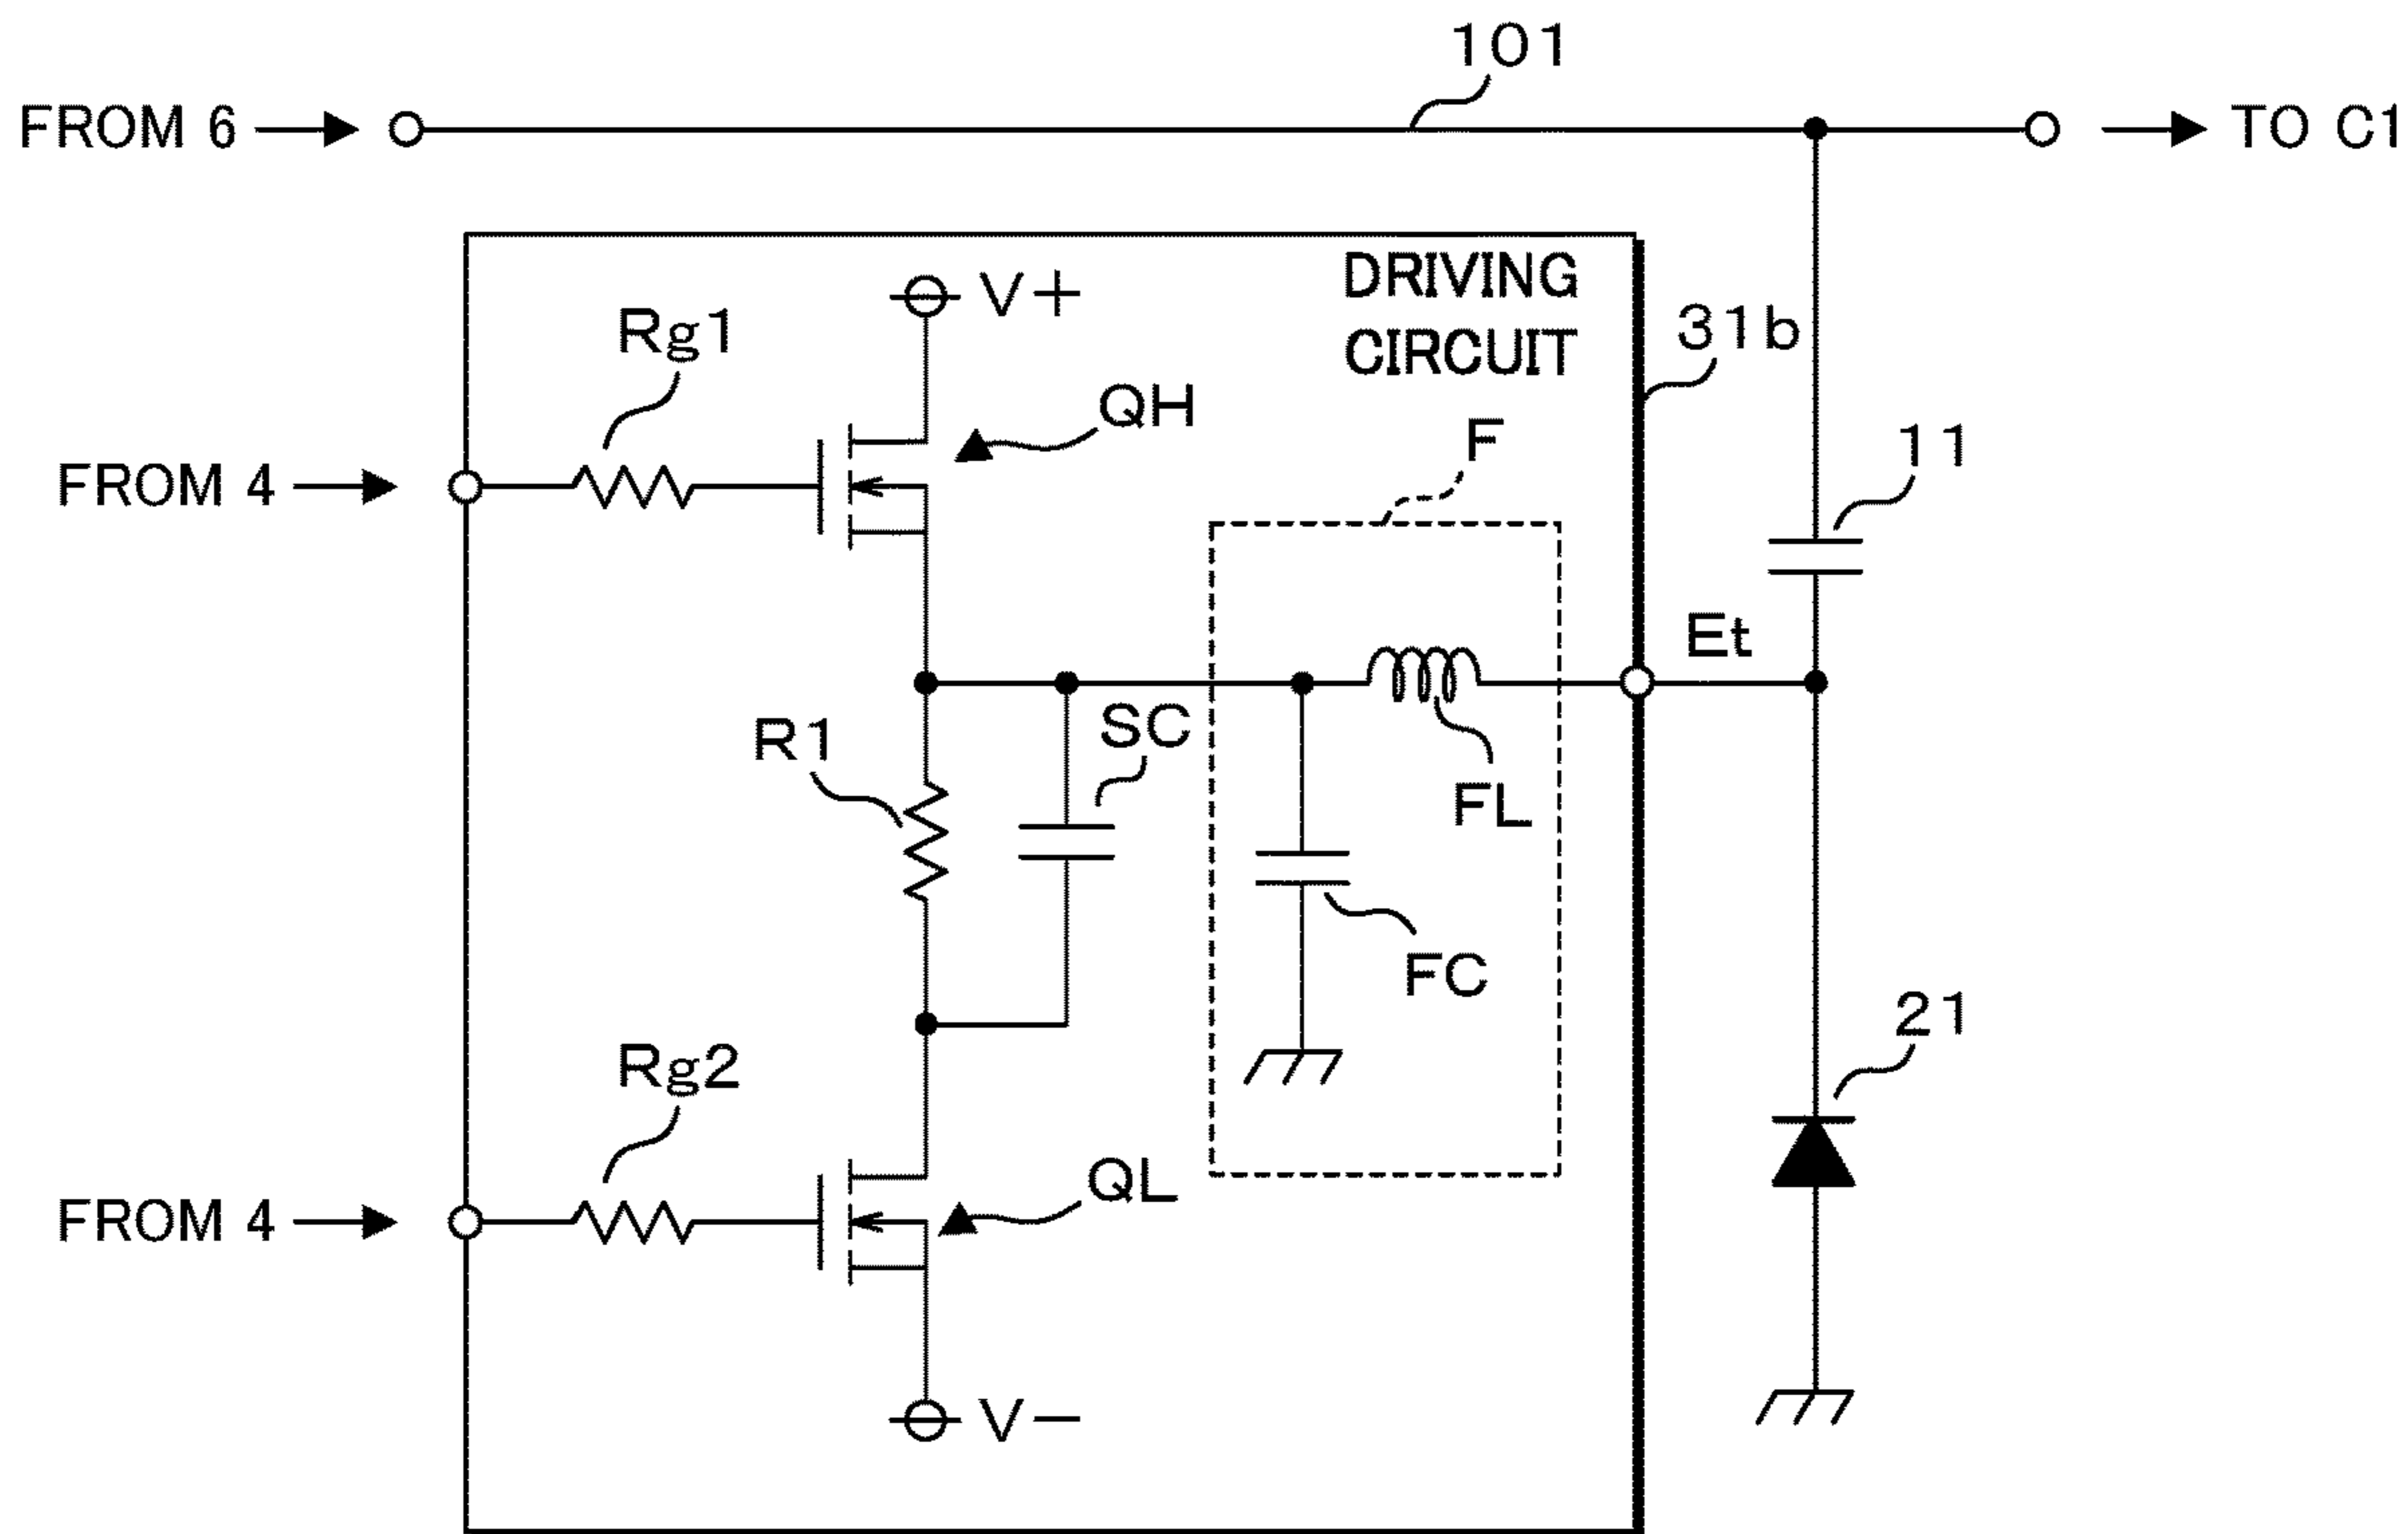 101
FROM 6
TO C1
DRIVING
CIRCUIT
V+
31b
Rg1
QH
F
11
FROM 4
Et
R1
SC
FL
FC
21
Rg2
QL
FROM 4
V−